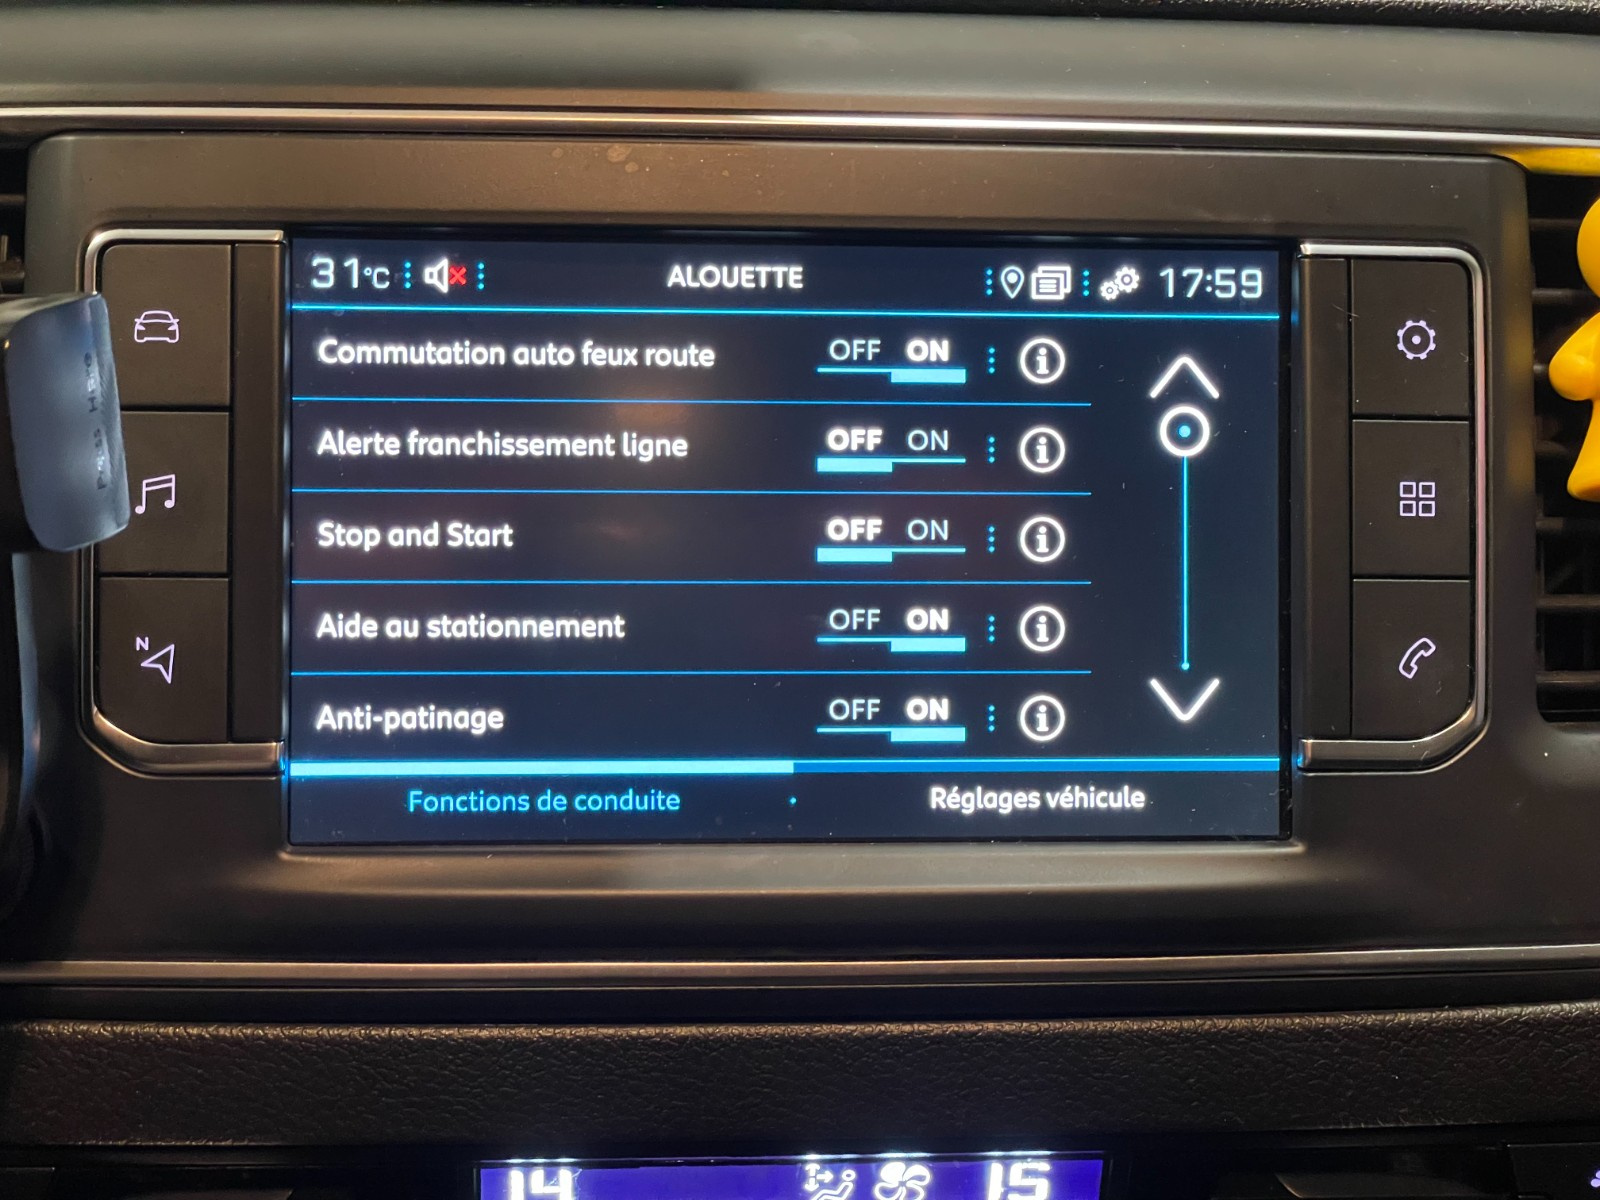 31°C ALOUETTE 17:59
Commutation auto feux route OFF ON
Alerte franchissement ligne OFF ON
Stop and Start OFF ON
Aide au stationnement OFF ON
Anti-patinage OFF ON
Fonctions de conduite Réglages véhicule
N
14 15